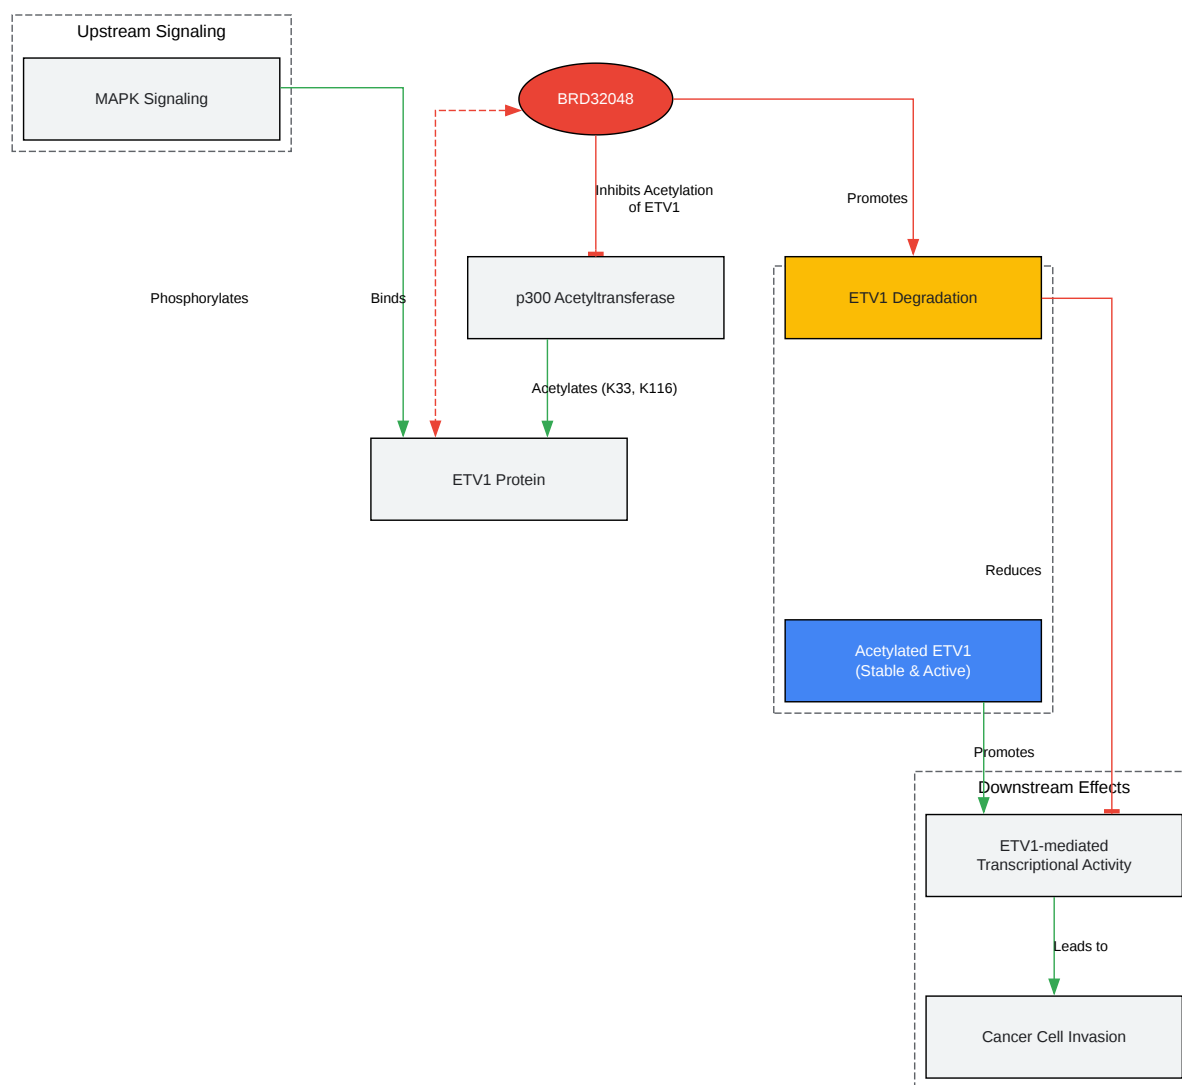 Upstream Signaling
MAPK Signaling
BRD32048
Inhibits Acetylation
of ETV1
Promotes
Phosphorylates
Binds
p300 Acetyltransferase
ETV1 Degradation
Acetylates (K33, K116)
ETV1 Protein
Reduces
Acetylated ETV1
(Stable & Active)
Promotes
Downstream Effects
ETV1-mediated
Transcriptional Activity
Leads to
Cancer Cell Invasion